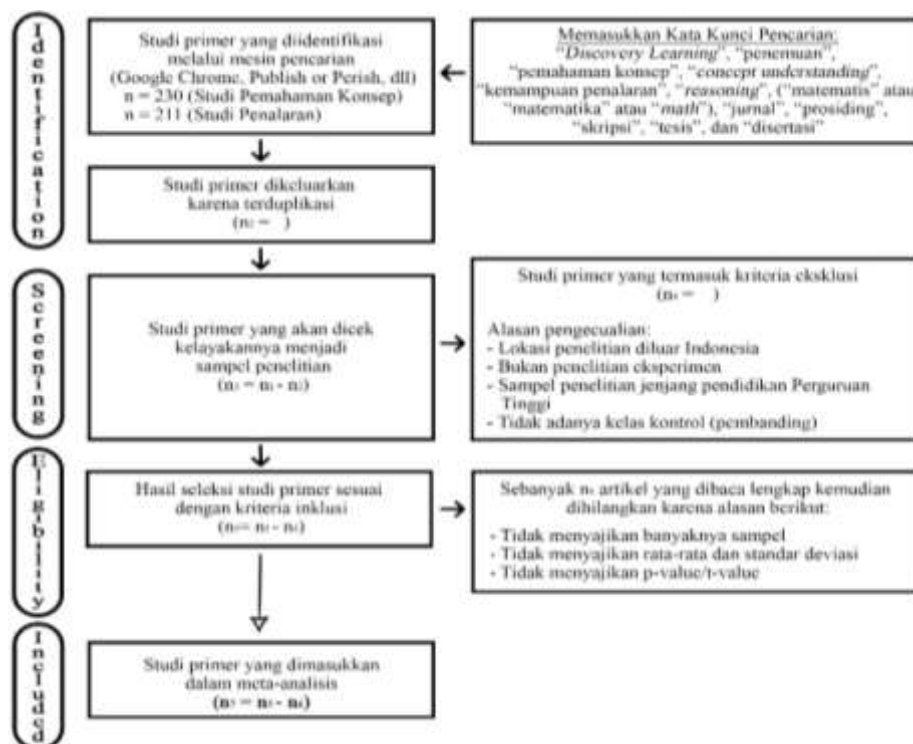 Identification
Studi primer yang diidentifikasi
melalui mesin pencarian
(Google Chrome, Publish or Perish, dll)
n = 230 (Studi Pemahaman Konsep)
n = 211 (Studi Penalaran)
Memasukkan Kata Kunci Pencarian:
“Discovery Learning”, “penemuan”,
“pemahaman konsep”, “concept understanding”,
“kemampuan penalaran”, “reasoning”, (“matematis” atau
“matematika” atau “math”), “jurnal”, “prosiding”,
“skripsi”, “tesis”, dan “disertasi”
Studi primer dikeluarkan
karena terduplikasi
(n₂ = )
Screening
Studi primer yang akan dicek
kelayakannya menjadi
sampel penelitian
(n₃ = n₁ - n₂)
Studi primer yang termasuk kriteria eksklusi
(n₄ = )
Alasan pengecualian:
- Lokasi penelitian diluar Indonesia
- Bukan penelitian eksperimen
- Sampel penelitian jenjang pendidikan Perguruan
Tinggi
- Tidak adanya kelas kontrol (pembanding)
Eligibility
Hasil seleksi studi primer sesuai
dengan kriteria inklusi
Sebanyak artikel yang dibaca lengkap kemudian
dihilangkan karena alasan berikut:
- Tidak menyajikan banyaknya sampel
- Tidak menyajikan rata-rata dan standar deviasi
- Tidak menyajikan p-value/t-value
Included
Studi primer yang dimasukkan
dalam meta-analisis